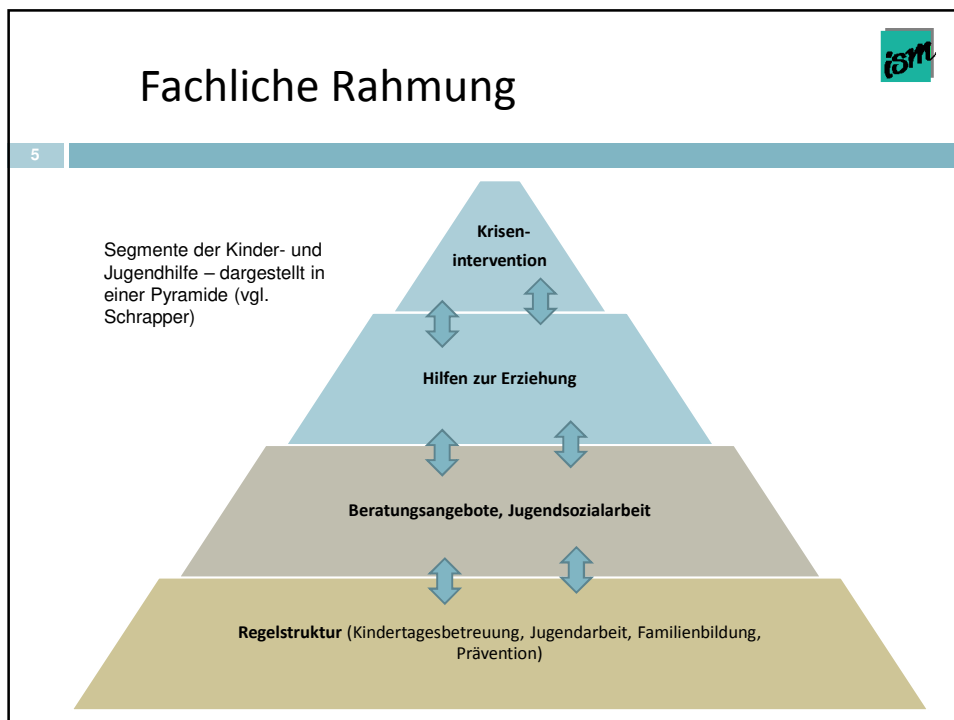 Fachliche Rahmung
ism
5
Segmente der Kinder- und
Jugendhilfe – dargestellt in
einer Pyramide (vgl.
Schrapper)
Krisen-
intervention
Hilfen zur Erziehung
Beratungsangebote, Jugendsozialarbeit
Regelstruktur (Kindertagesbetreuung, Jugendarbeit, Familienbildung,
Prävention)